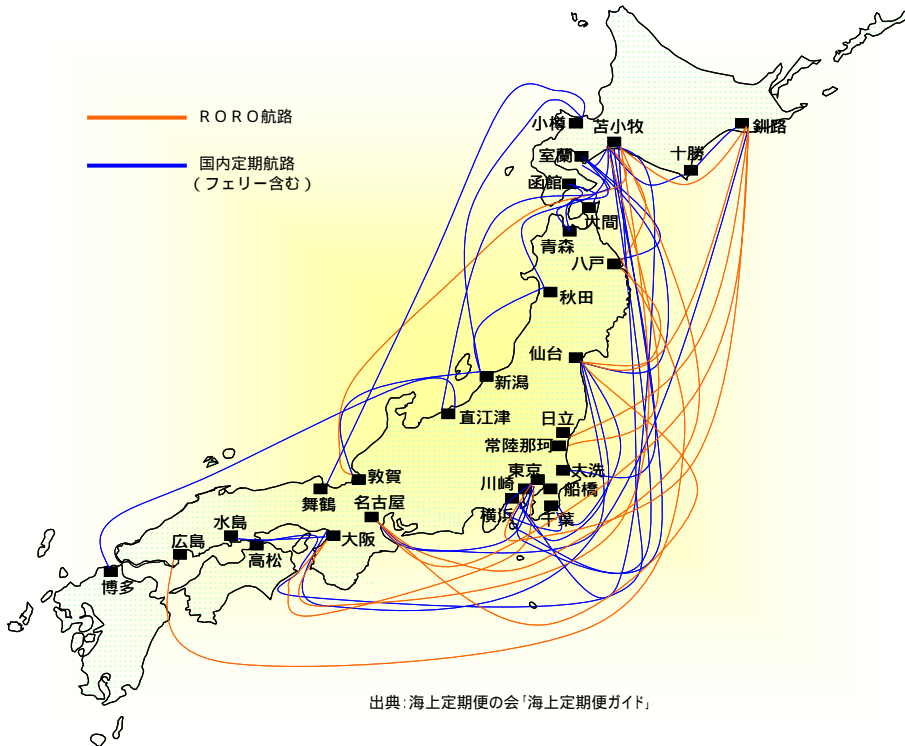 RORO航路
国内定期航路
(フェリー含む)
小樽
苫小牧
釧路
室蘭
十勝
函館
大間
青森
八戸
秋田
仙台
新潟
直江津
日立
常陸那珂
敦賀
東京
大洗
川崎
船橋
舞鶴
名古屋
横浜
千葉
水島
広島
大阪
高松
博多
出典:海上定期便の会「海上定期便ガイド」